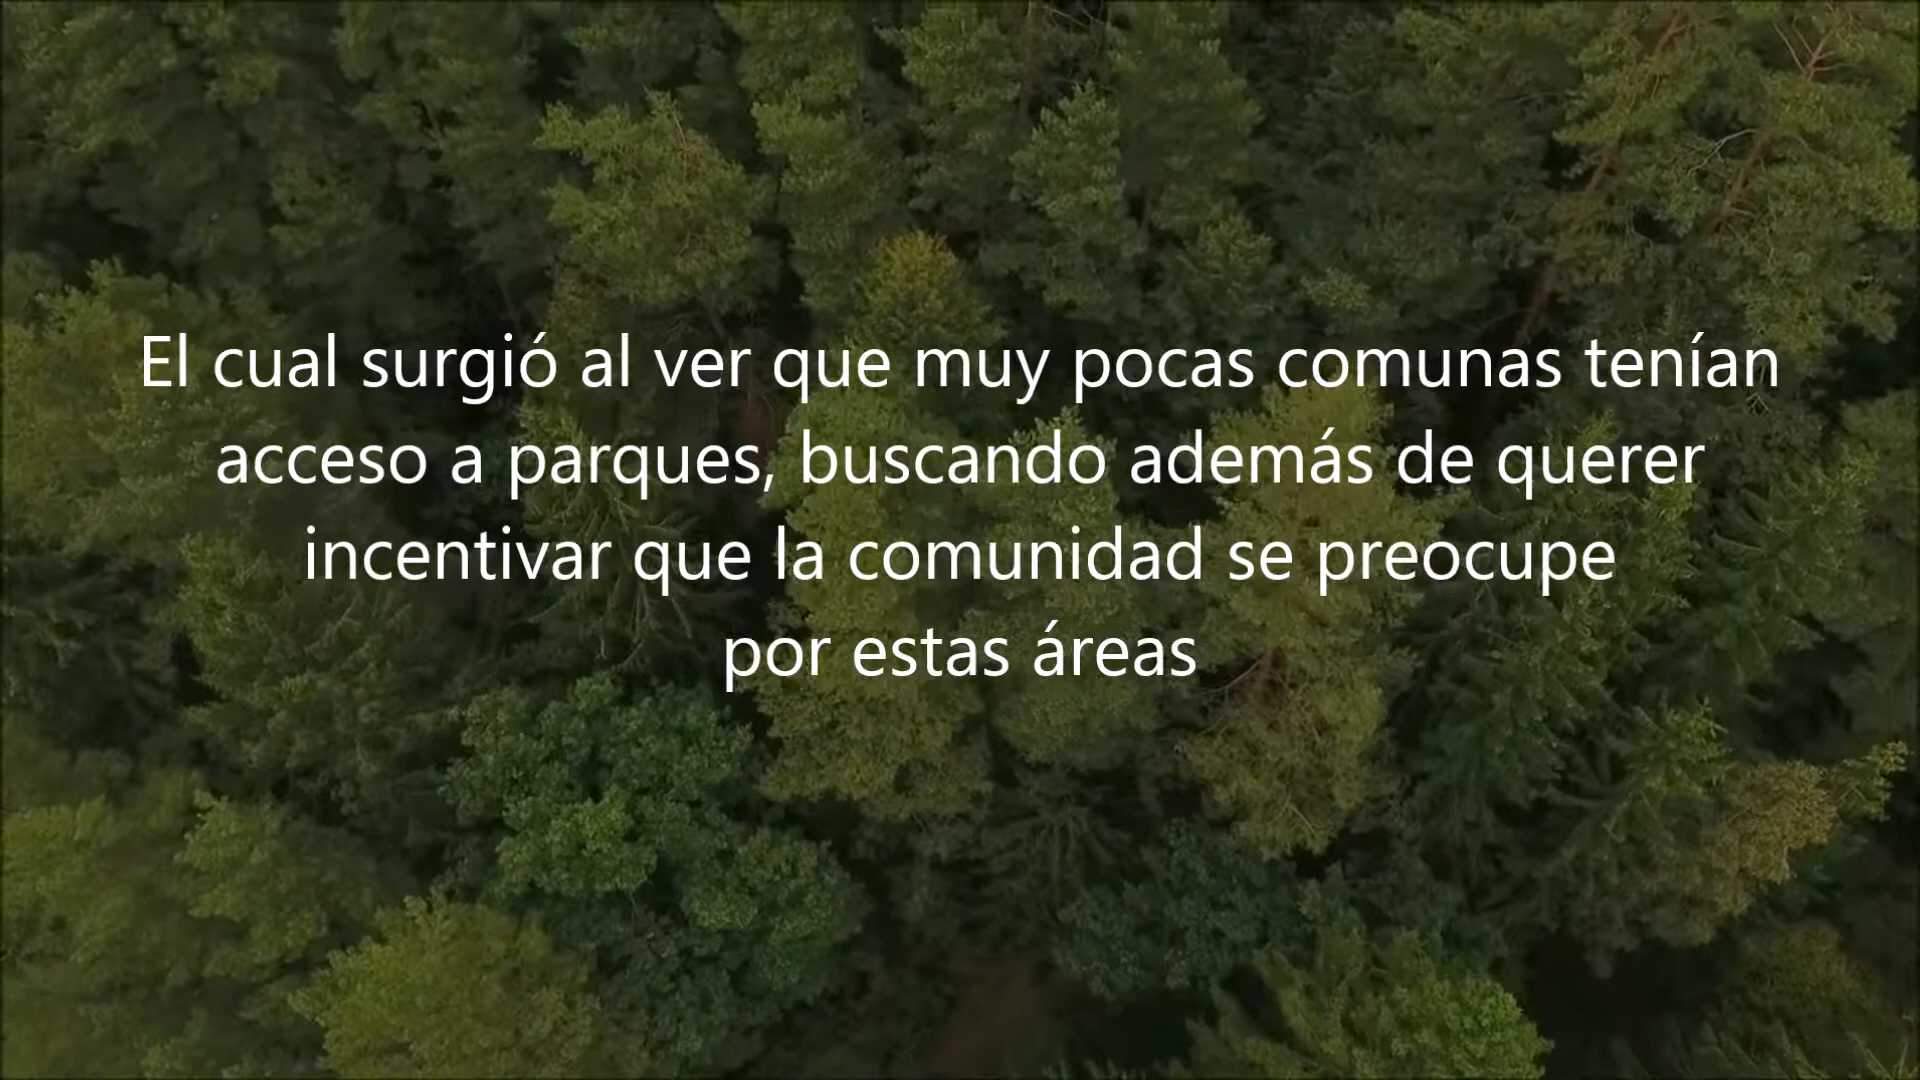 El cual surgió al ver que muy pocas comunas tenían
acceso a parques, buscando además de querer
incentivar que la comunidad se preocupe
por estas áreas